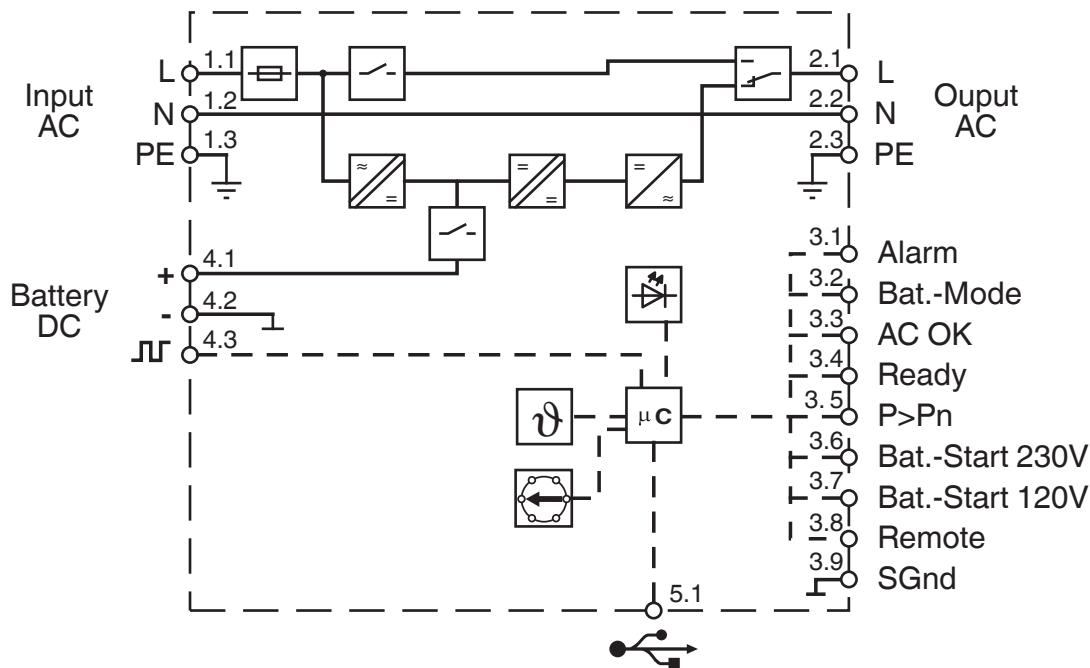 Input
AC
L 1.1
N 1.2
PE 1.3
2.1 L
2.2 N
2.3 PE
Ouput
AC
≈
=
=
=
=
≈
Battery
DC
+ 4.1
- 4.2
4.3
ϑ
μC
3.1 Alarm
3.2 Bat.-Mode
3.3 AC OK
3.4 Ready
3.5 P>Pn
3.6 Bat.-Start 230V
3.7 Bat.-Start 120V
3.8 Remote
3.9 SGnd
5.1